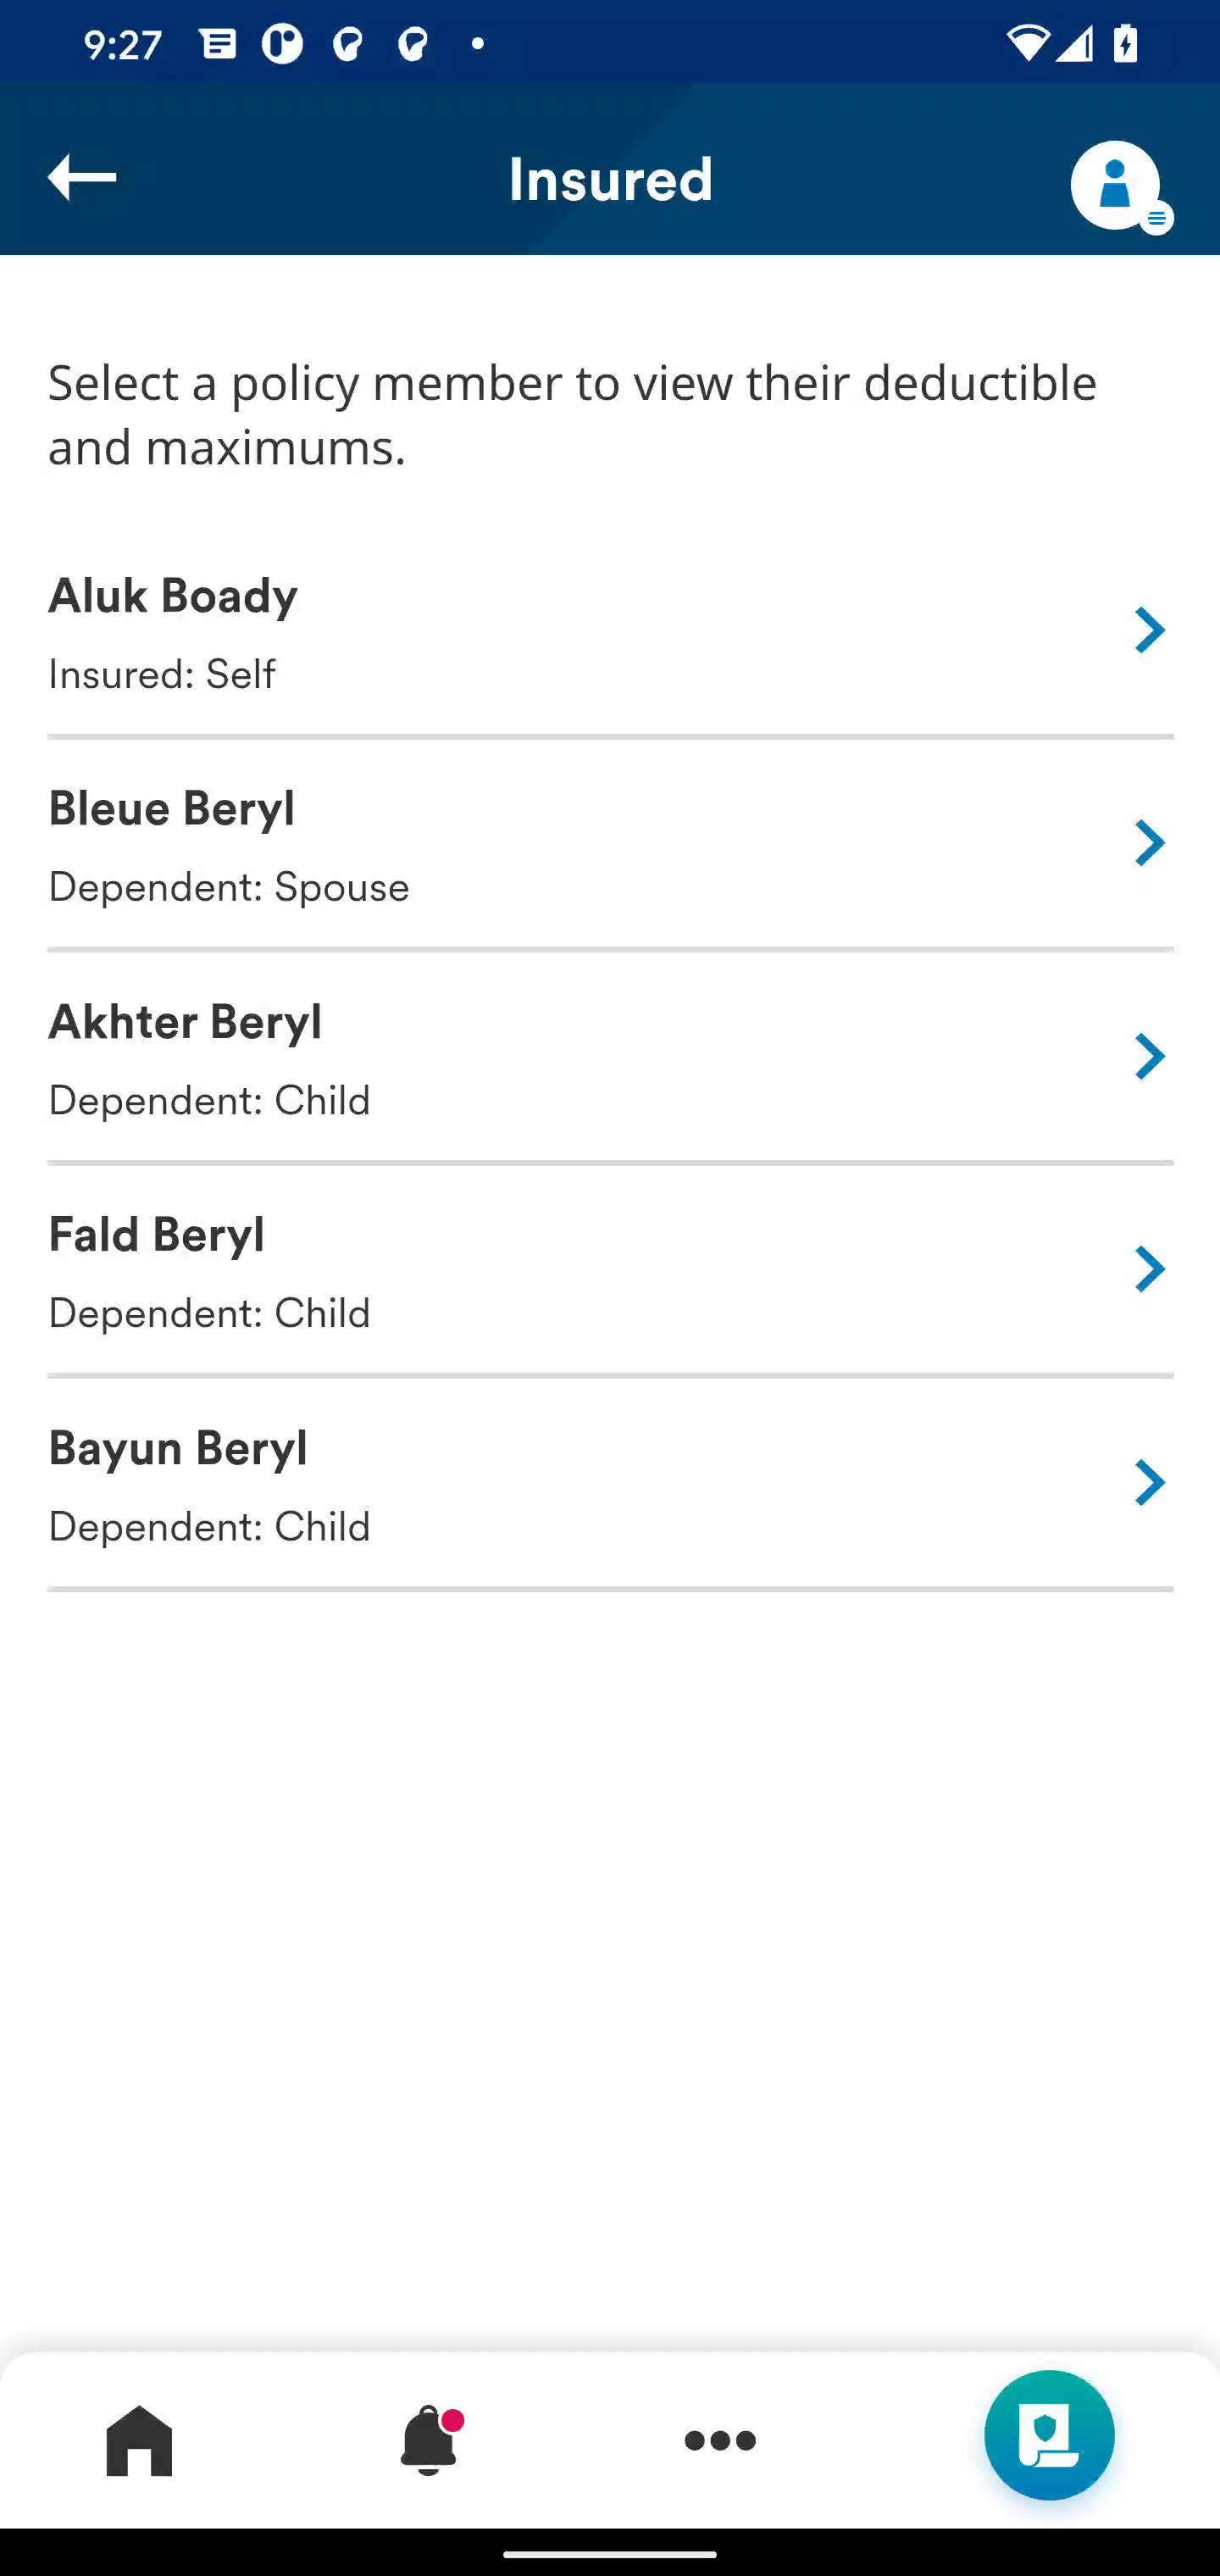 9:27
Insured
Select a policy member to view their deductible
and maximums.
Aluk Boady
Insured: Self
Bleue Beryl
Dependent: Spouse
Akhter Beryl
Dependent: Child
Fald Beryl
Dependent: Child
Bayun Beryl
Dependent: Child